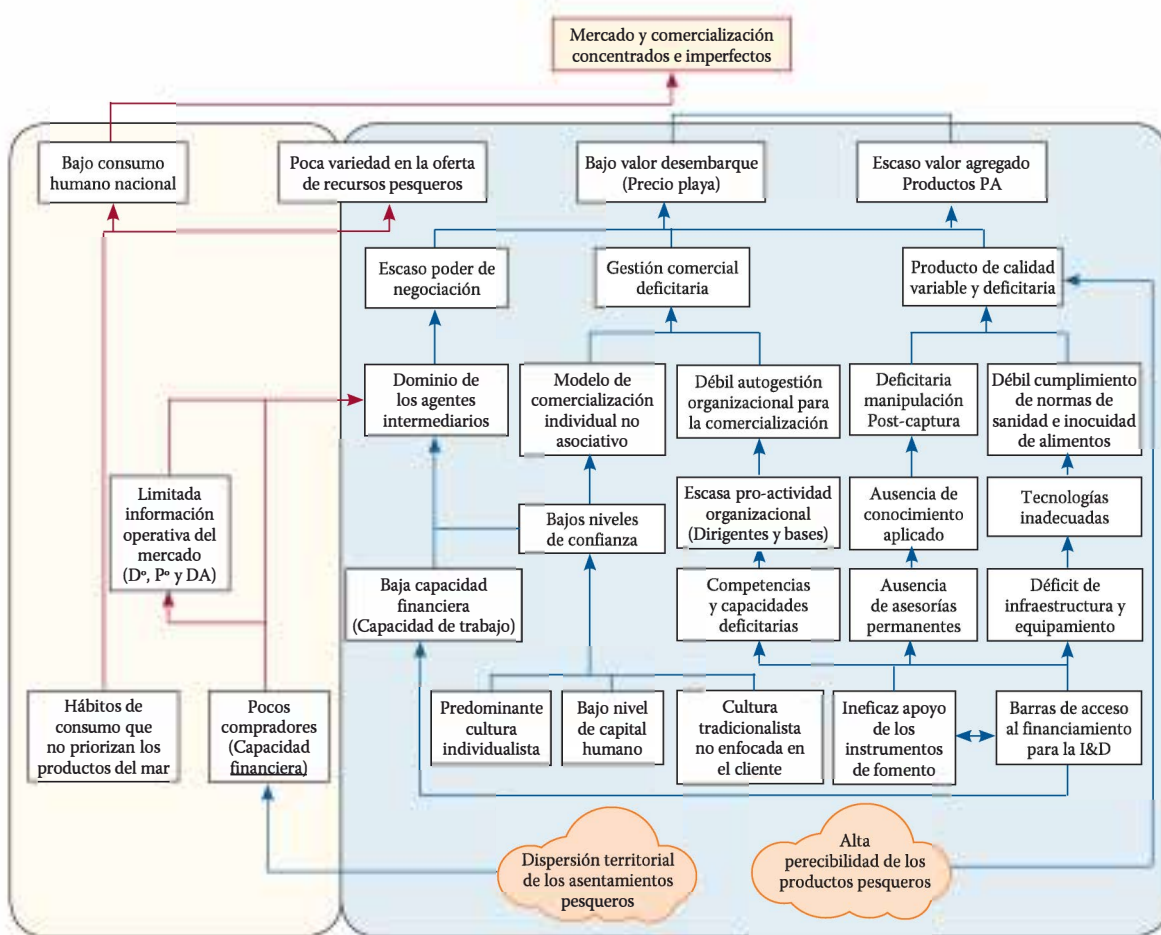 Mercado y comercialización
concentrados e imperfectos
Bajo consumo
humano nacional
Poca variedad en la oferta
de recursos pesqueros
Bajo valor desembarque
(Precio playa)
Escaso valor agregado
Productos PA
Escaso poder de
negociación
Gestión comercial
deficitaria
Producto de calidad
variable y deficitaria
Dominio de
los agentes
intermediarios
Modelo de
comercialización
individual no
asociativo
Débil autogestión
organizacional para
la comercialización
Deficitaria
manipulación
Post-captura
Débil cumplimiento
de normas de
sanidad e inocuidad
de alimentos
Limitada
información
operativa del
mercado
(Dº, Pº y DA)
Bajos niveles
de confianza
Escasa pro-actividad
organizacional
(Dirigentes y bases)
Ausencia de
conocimiento
aplicado
Tecnologías
inadecuadas
Baja capacidad
financiera
(Capacidad de trabajo)
Competencias
y capacidades
deficitarias
Ausencia
de asesorías
permanentes
Déficit de
infraestructura y
equipamiento
Hábitos de
consumo que
no priorizan los
productos del mar
Pocos
compradores
(Capacidad
financiera)
Predominante
cultura
individualista
Bajo nivel
de capital
humano
Cultura
tradicionalista
no enfocada en
el cliente
Ineficaz apoyo
de los
instrumentos
de fomento
Barras de acceso
al financiamiento
para la I&D
Dispersión territorial
de los asentamientos
pesqueros
Alta
perecibilidad de los
productos pesqueros